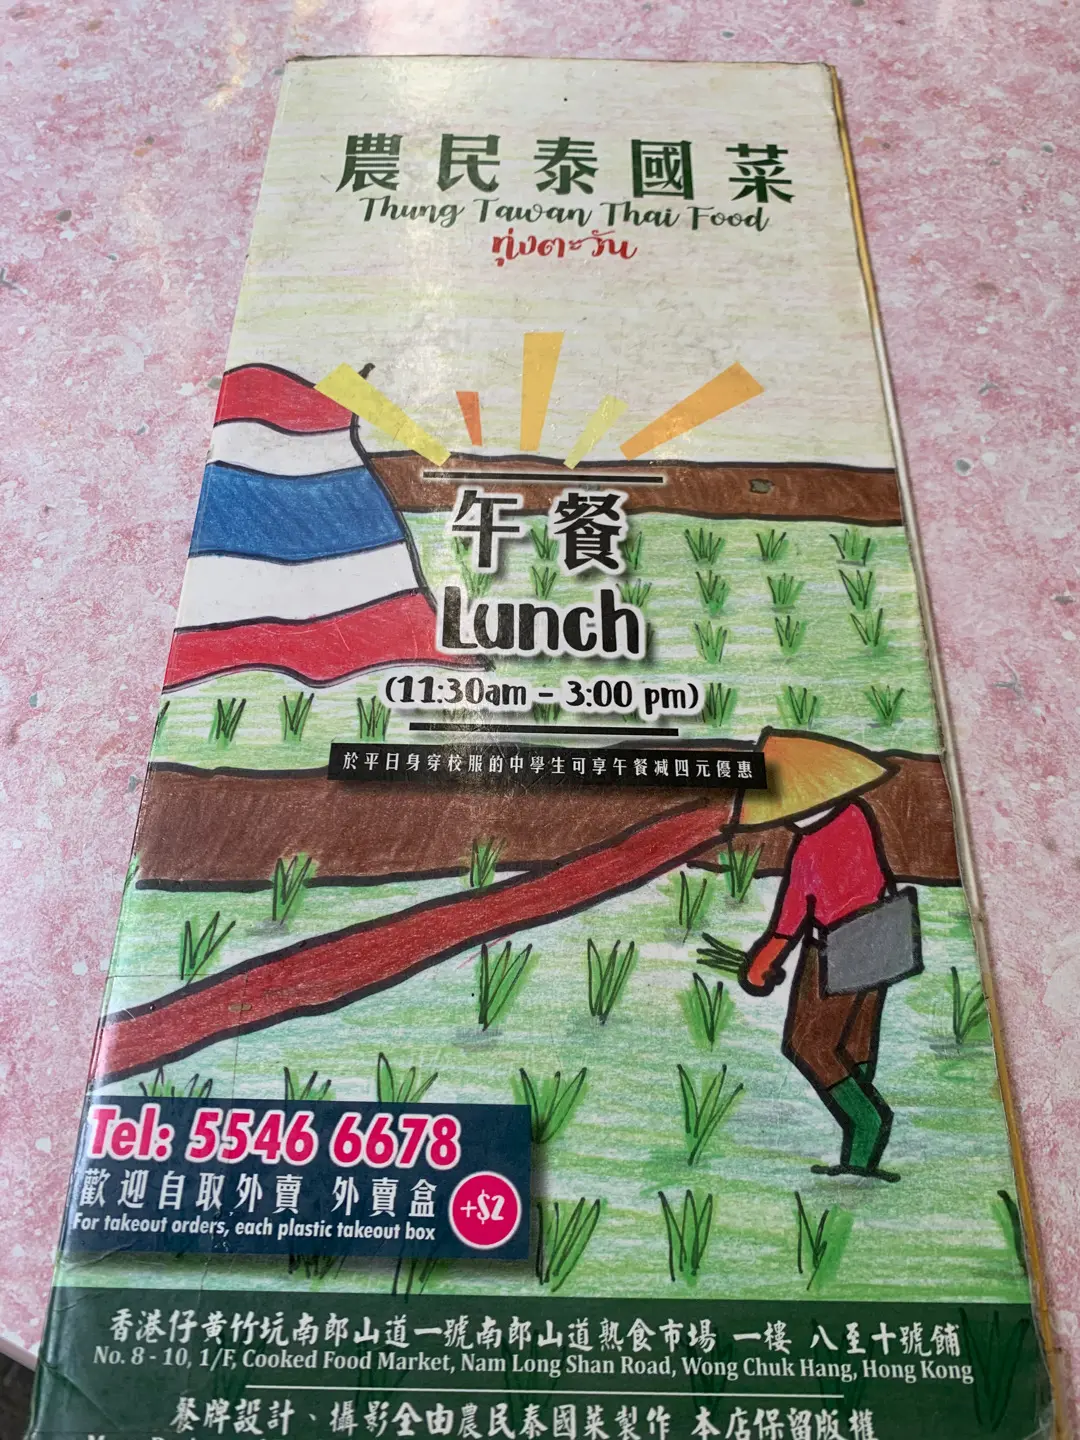 農民泰國菜
Thung Tawan Thai Food
ทุ่งตะวัน
午餐
Lunch
(11:30am - 3:00 pm)
於平日身穿校服的中學生可享午餐減四元優惠
Tel: 5546 6678
歡迎自取外賣 外賣盒
+$2
For takeout orders, each plastic takeout box
香港仔黃竹坑南郎山道一號南郎山道熟食市場 一樓 八至十號舖
No. 8 - 10, 1/F, Cooked Food Market, Nam Long Shan Road, Wong Chuk Hang, Hong Kong
餐牌設計、攝影全由農民泰國菜製作 本店保留版權